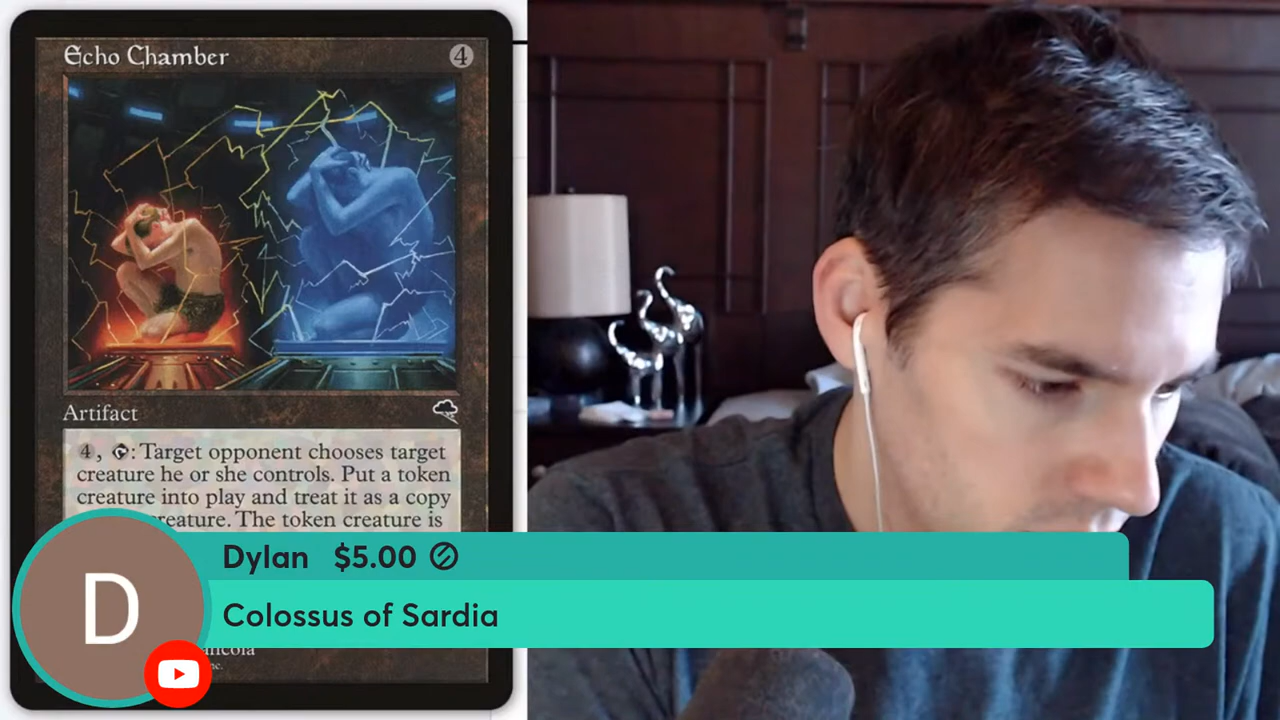 Echo Chamber 4
Artifact
4, : Target opponent chooses target
creature he or she controls. Put a token
creature into play and treat it as a copy
creature. The token creature is
Dylan $5.00
Colossus of Sardia
D